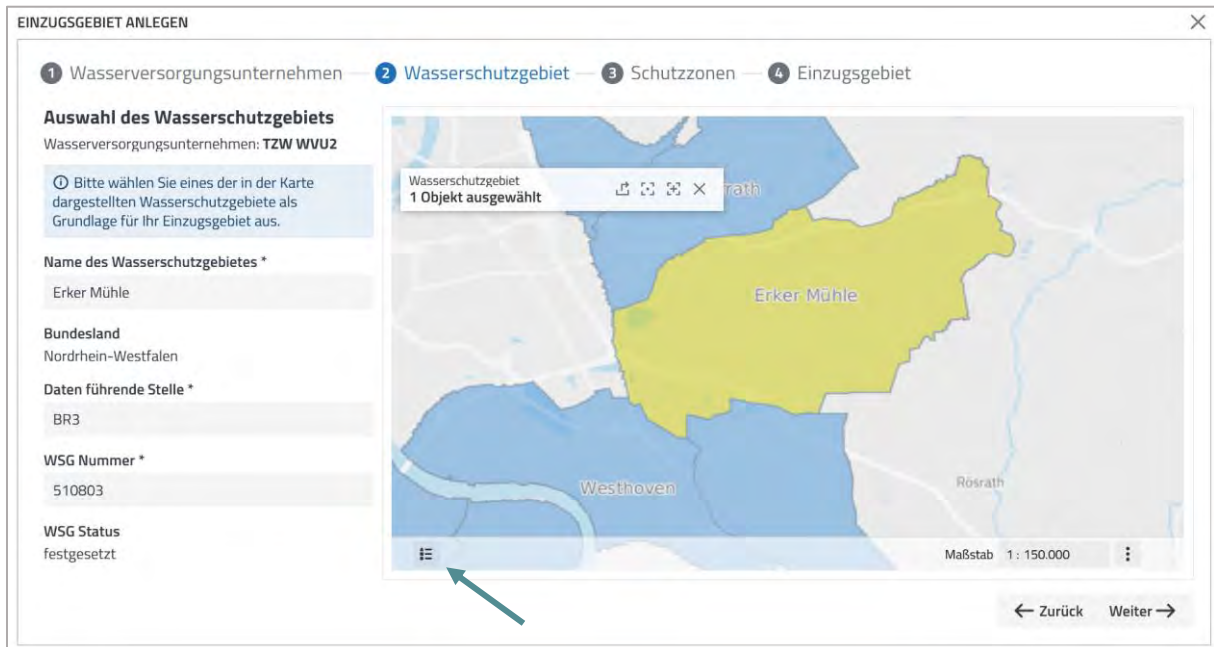 EINZUGSGEBIET ANLEGEN
1 Wasserversorgungsunternehmen 2 Wasserschutzgebiet 3 Schutzzonen 4 Einzugsgebiet
Auswahl des Wasserschutzgebiets
Wasserversorgungsunternehmen: TZW WVU2
Bitte wählen Sie eines der in der Karte
dargestellten Wasserschutzgebiete als
Grundlage für Ihr Einzugsgebiet aus.
Name des Wasserschutzgebietes *
Erker Mühle
Bundesland
Nordrhein-Westfalen
Daten führende Stelle *
BR3
WSG Nummer *
510803
WSG Status
festgesetzt
Wasserschutzgebiet
1 Objekt ausgewählt
Erker Mühle
Westhoven
Rösrath
Maßstab 1 : 150.000
Zurück Weiter